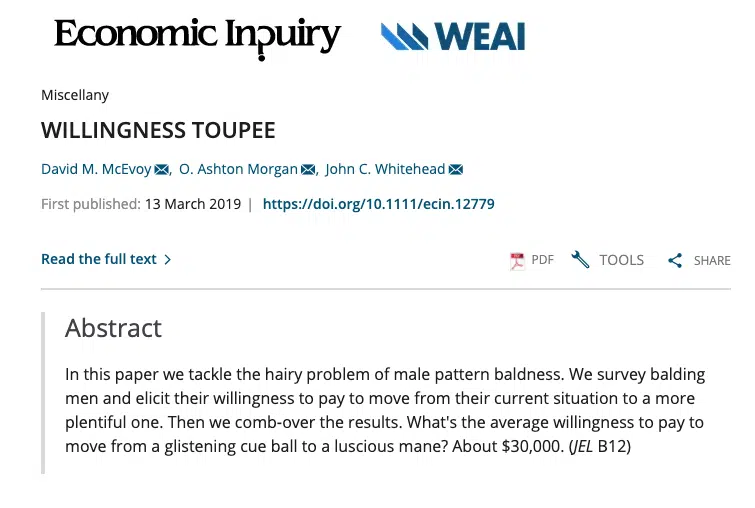 Economic Inquiry WEAI
Miscellany
WILLINGNESS TOUPEE
David M. McEvoy, O. Ashton Morgan, John C. Whitehead
First published: 13 March 2019 | https://doi.org/10.1111/ecin.12779
Read the full text > PDF TOOLS SHARE
Abstract
In this paper we tackle the hairy problem of male pattern baldness. We survey balding
men and elicit their willingness to pay to move from their current situation to a more
plentiful one. Then we comb-over the results. What's the average willingness to pay to
move from a glistening cue ball to a luscious mane? About $30,000. (JEL B12)